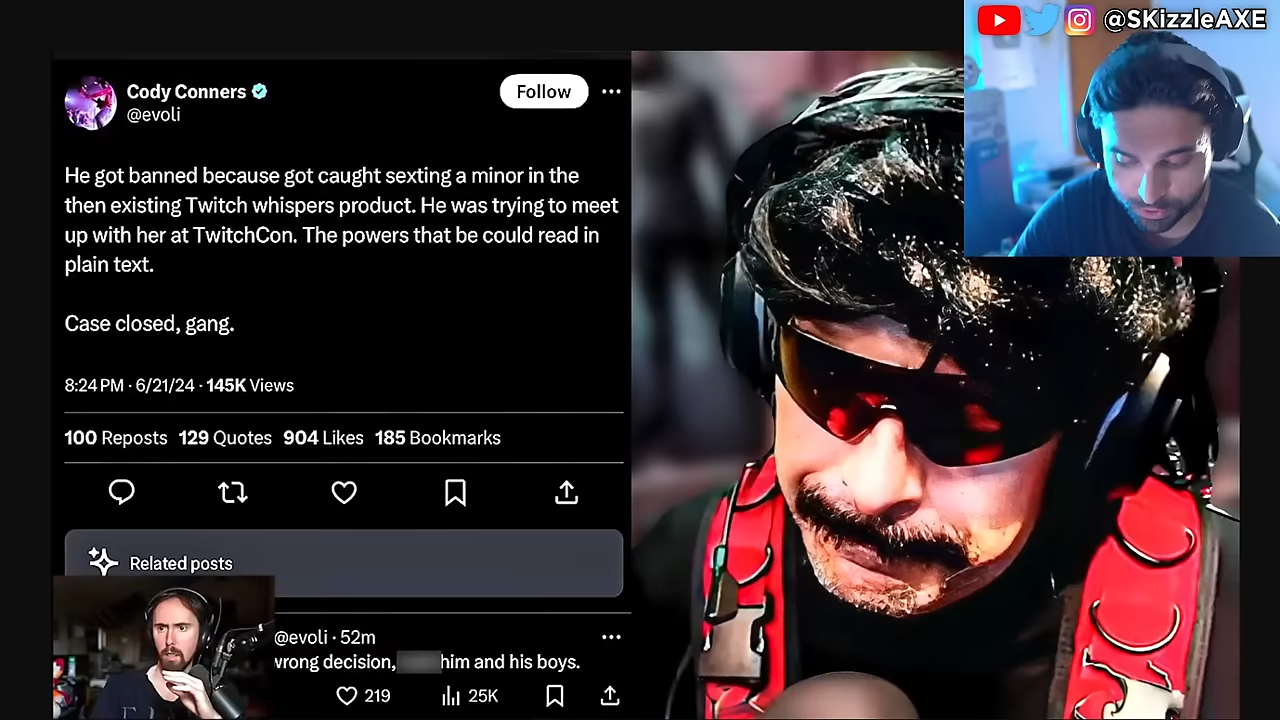 @SKizzleAXE
Cody Conners
@evoli
Follow
He got banned because got caught sexting a minor in the
then existing Twitch whispers product. He was trying to meet
up with her at TwitchCon. The powers that be could read in
plain text.
Case closed, gang.
8:24 PM · 6/21/24 · 145K Views
100 Reposts 129 Quotes 904 Likes 185 Bookmarks
Related posts
@evoli · 52m
wrong decision, him and his boys.
219
25K